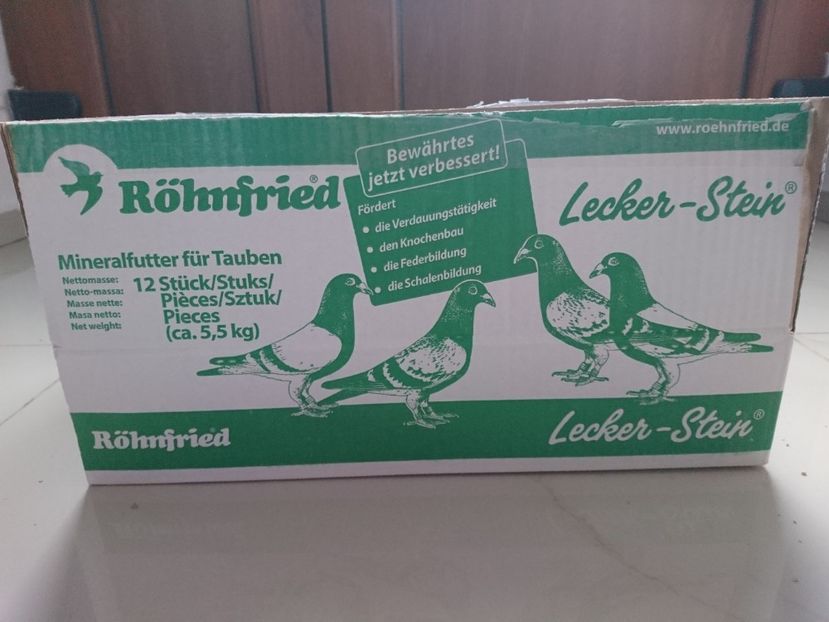 www.roehnfried.de
Röhnfried®
Bewährtes
jetzt verbessert!
Fördert
• die Verdauungstätigkeit
• den Knochenbau
• die Federbildung
• die Schalenbildung
Lecker-Stein®
Mineralfutter für Tauben
Nettomasse:
Netto-massa:
Masse nette:
Masa netto:
Net weight:
12 Stück/Stuks/
Pièces/Sztuk/
Pieces
(ca. 5,5 kg)
Röhnfried
Lecker-Stein®